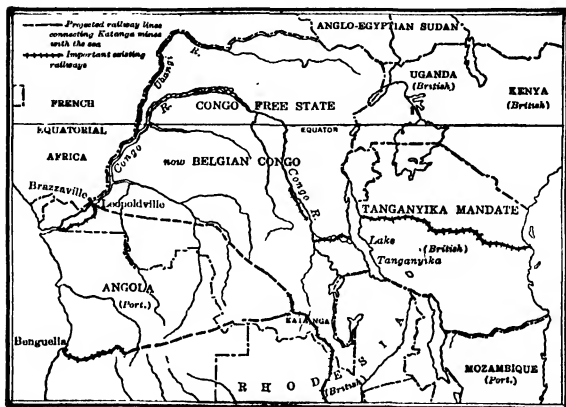 Projected railway lines
connecting Katanga mines
with the sea
Important existing
railways
ANGLO-EGYPTIAN SUDAN
Ubangi R.
UGANDA
(British)
KENYA
(British)
FRENCH
EQUATORIAL
AFRICA
CONGO FREE STATE
R.
Congo
EQUATOR
now BELGIAN CONGO
Congo R.
Brazzaville
Leopoldville
TANGANYIKA MANDATE
(British)
Lake
Tanganyika
ANGOLA
(Port.)
KATANGA
Benguella
RHODESIA
(British)
MOZAMBIQUE
(Port.)